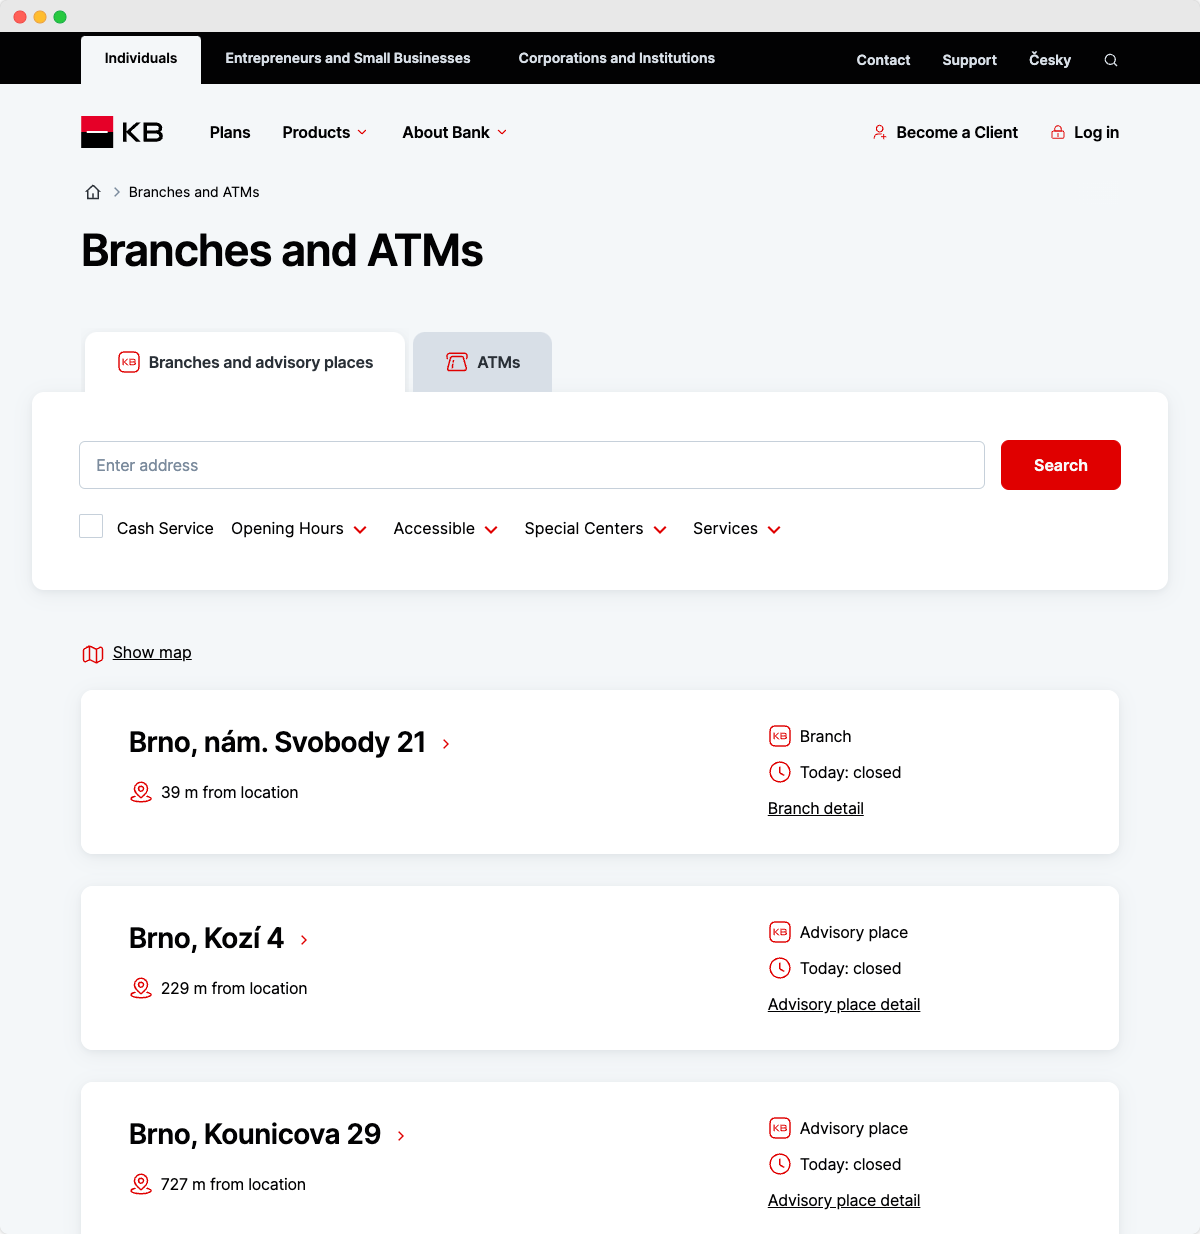 Individuals
Entrepreneurs and Small Businesses
Corporations and Institutions
Contact
Support
Česky
KB
Plans
Products
About Bank
Become a Client
Log in
Branches and ATMs
Branches and ATMs
KB Branches and advisory places
ATMs
Enter address
Search
Cash Service
Opening Hours
Accessible
Special Centers
Services
Show map
Brno, nám. Svobody 21
39 m from location
KB Branch
Today: closed
Branch detail
Brno, Kozí 4
229 m from location
KB Advisory place
Today: closed
Advisory place detail
Brno, Kounicova 29
727 m from location
KB Advisory place
Today: closed
Advisory place detail